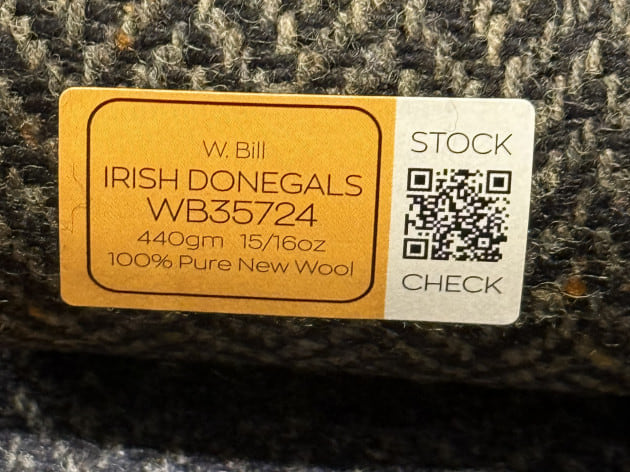 W. Bill
IRISH DONEGALS
WB35724
440gm 15/16oz
100% Pure New Wool
STOCK
CHECK